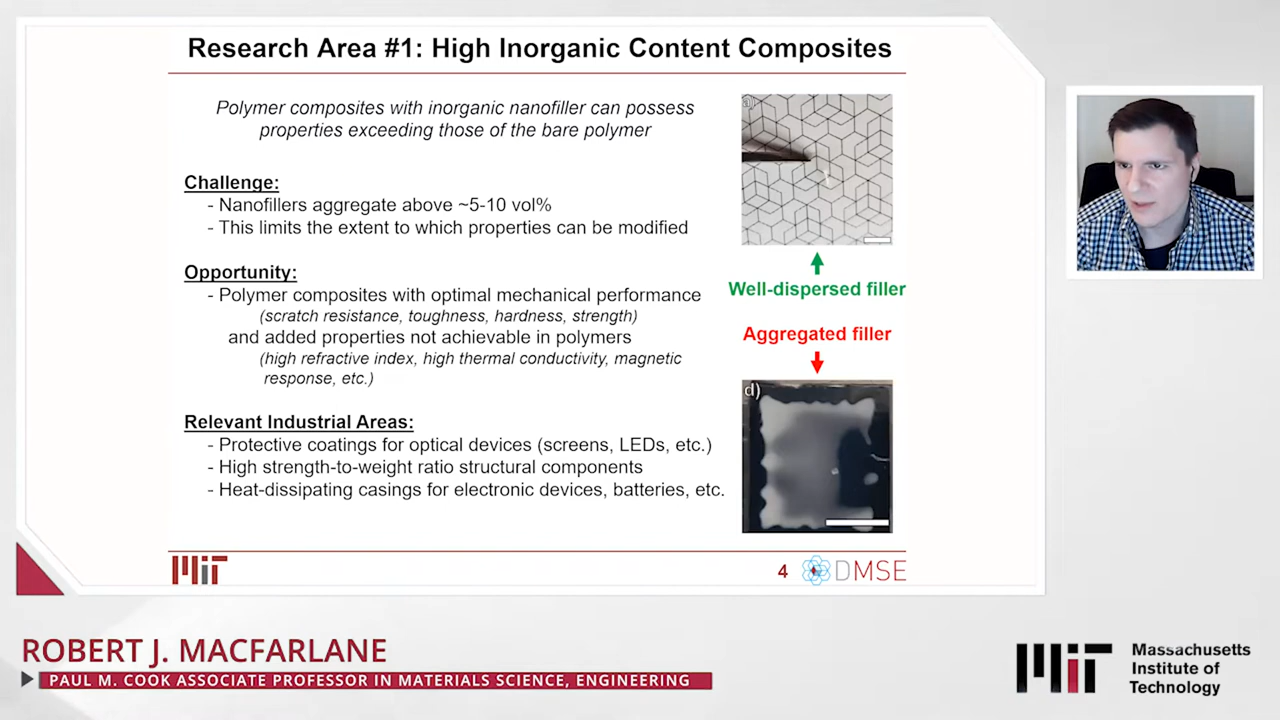 Research Area #1: High Inorganic Content Composites
Polymer composites with inorganic nanofiller can possess
properties exceeding those of the bare polymer
Challenge:
- Nanofillers aggregate above ~5-10 vol%
- This limits the extent to which properties can be modified
Opportunity:
- Polymer composites with optimal mechanical performance
(scratch resistance, toughness, hardness, strength)
and added properties not achievable in polymers
(high refractive index, high thermal conductivity, magnetic
response, etc.)
Relevant Industrial Areas:
- Protective coatings for optical devices (screens, LEDs, etc.)
- High strength-to-weight ratio structural components
- Heat-dissipating casings for electronic devices, batteries, etc.
a)
Well-dispersed filler
Aggregated filler
d)
MIT
4
DMSE
ROBERT J. MACFARLANE
PAUL M. COOK ASSOCIATE PROFESSOR IN MATERIALS SCIENCE, ENGINEERING
MIT
Massachusetts
Institute of
Technology